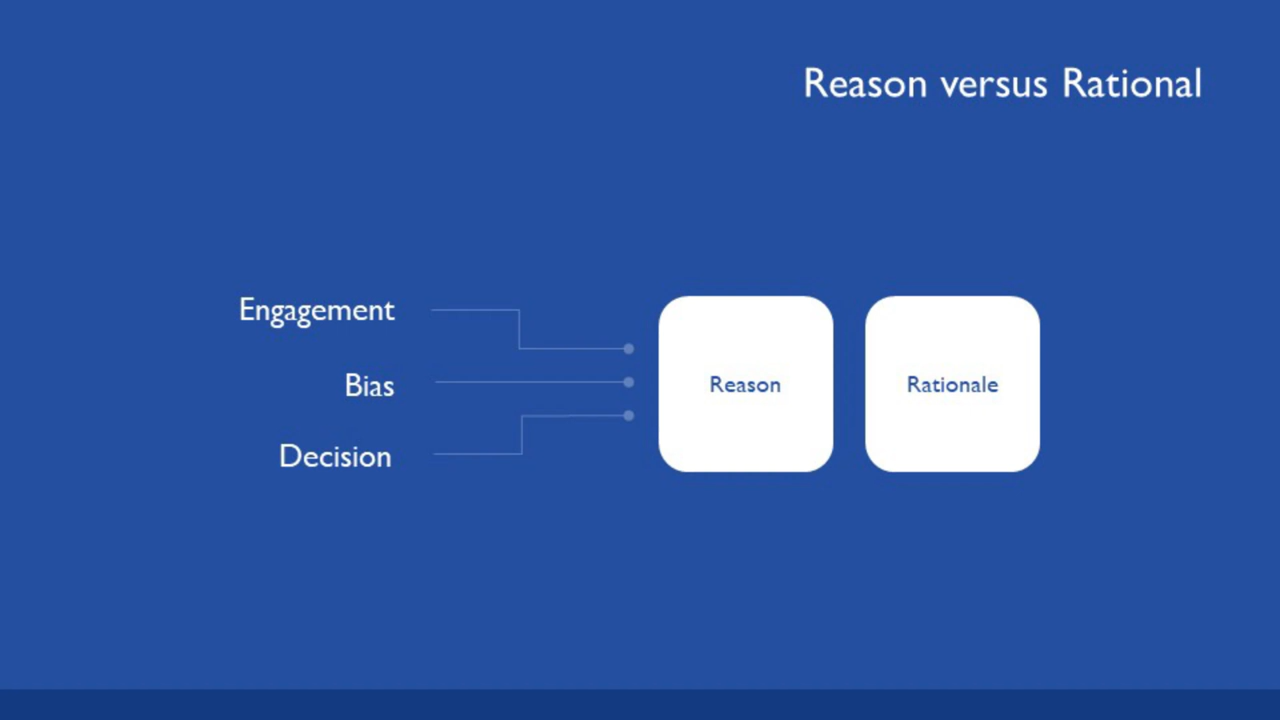 Reason versus Rational
Engagement
Bias
Decision
Reason
Rationale